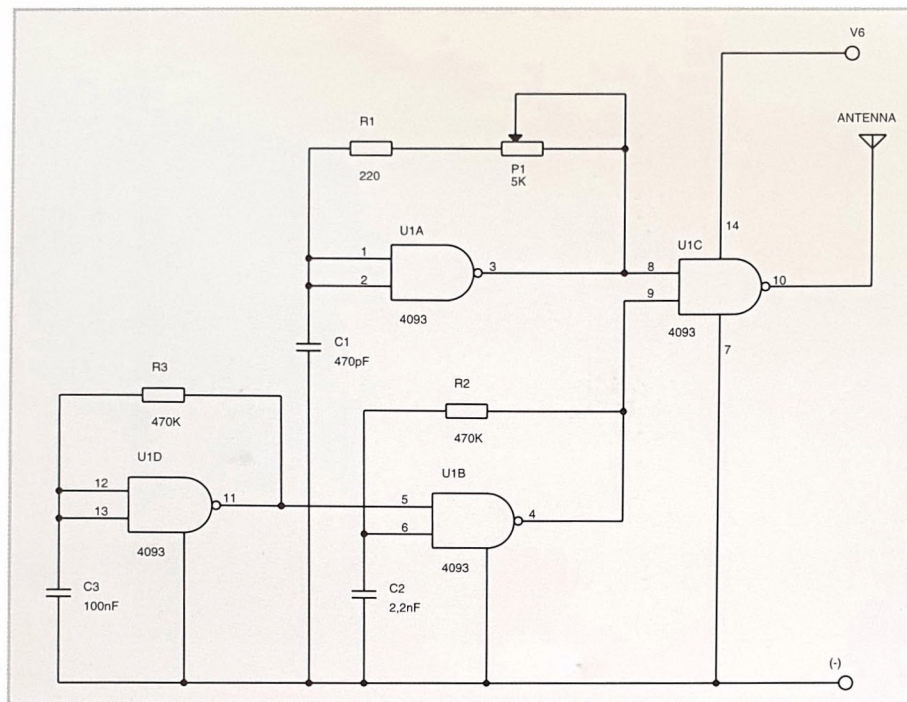 V6
ANTENNA
R1
220
P1
5K
14
U1A
U1C
1
3
8
10
2
9
4093
4093
7
C1
470pF
R3
R2
470K
470K
U1D
U1B
12
11
5
13
4
6
4093
4093
C3
100nF
C2
2,2nF
(-)